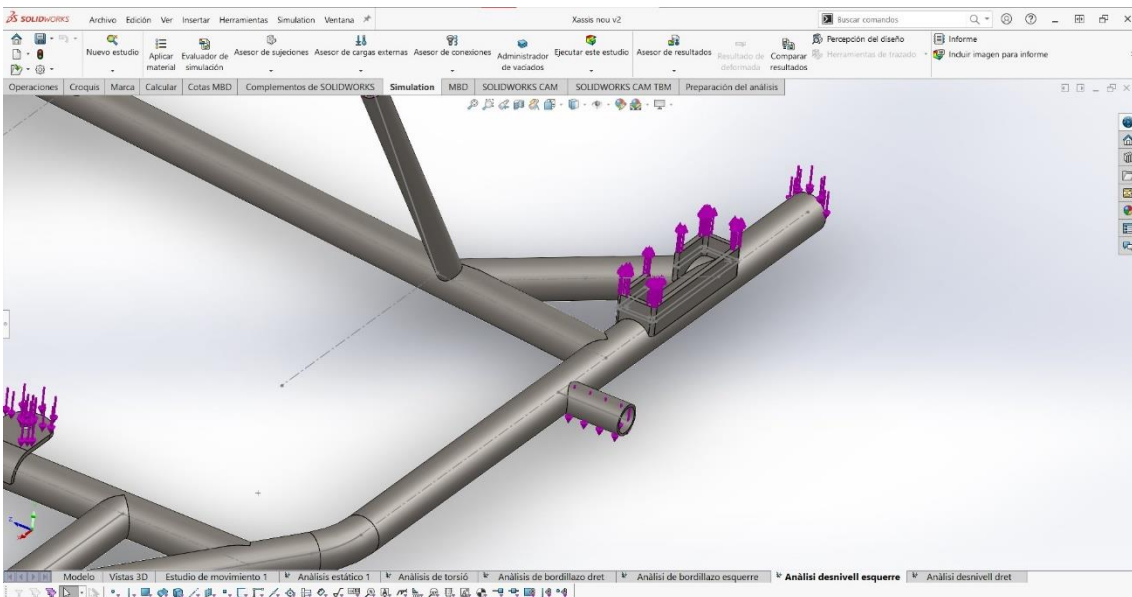 SOLIDWORKS Archivo Edición Ver Insertar Herramientas Simulation Ventana Xassis nou v2 Buscar comandos
Nuevo estudio
Aplicar material
Evaluador de simulación
Asesor de sujeciones
Asesor de cargas externas
Asesor de conexiones
Administrador de vaciados
Ejecutar este estudio
Asesor de resultados
Resultado de deformada
Comparar resultados
Percepción del diseño
Herramientas de trazado
Informe
Induir imagen para informe
Operaciones Croquis Marca Calcular Cotas MBD Complementos de SOLIDWORKS Simulation MBD SOLIDWORKS CAM SOLIDWORKS CAM TBM Preparación del análisis
Modelo Vistas 3D Estudio de movimiento 1 Anàlisis estático 1 Anàlisis de torsió Anàlisis de bordillazo dret Anàlisi de bordillazo esquerre Anàlisi desnivell esquerre Anàlisi desnivell dret